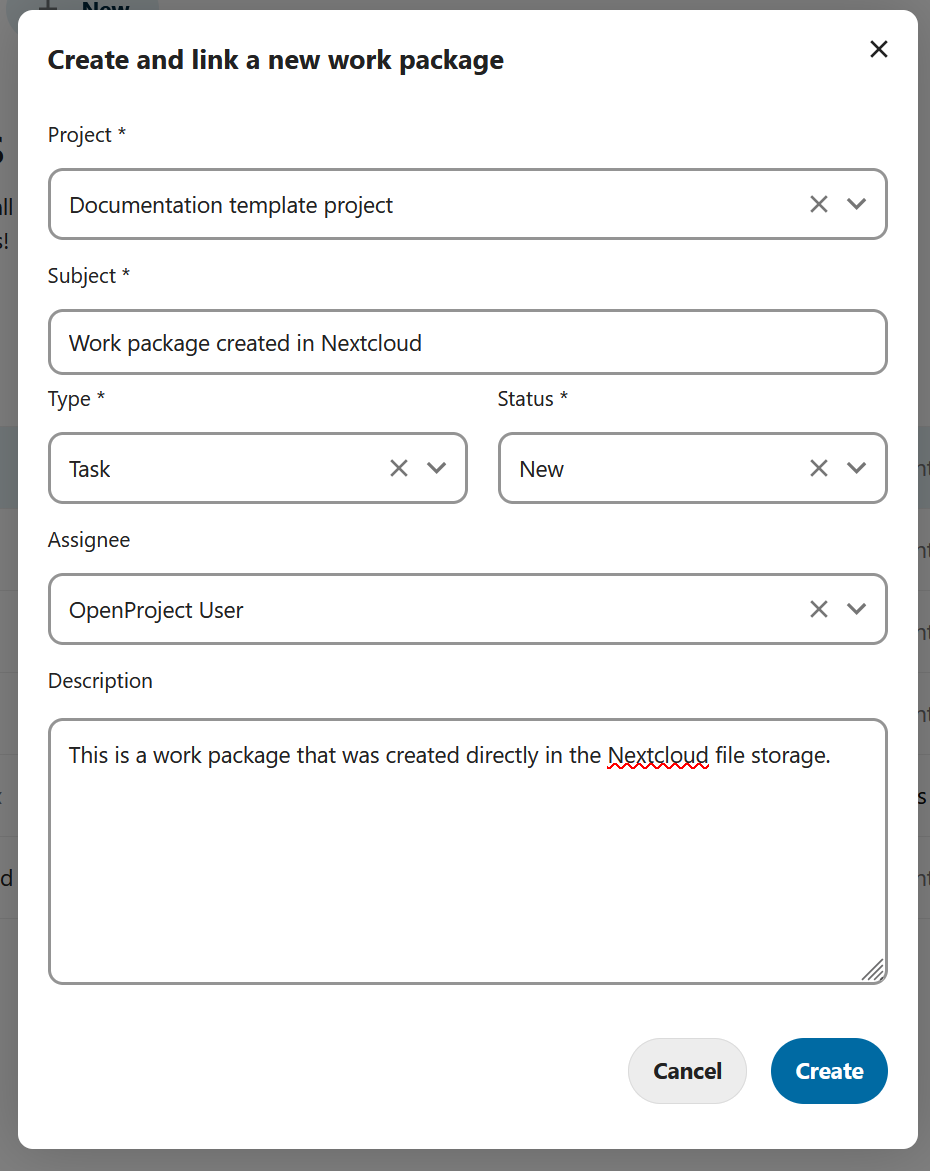 New
Create and link a new work package
Project *
Documentation template project
Subject *
Work package created in Nextcloud
Type *
Status *
Task
New
Assignee
OpenProject User
Description
This is a work package that was created directly in the Nextcloud file storage.
Cancel
Create